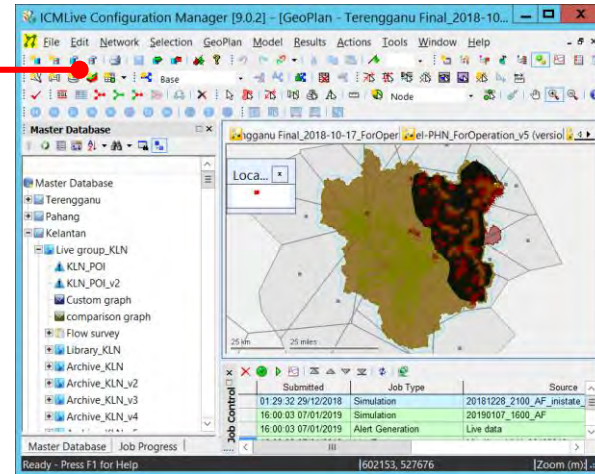 ICMLive Configuration Manager [9.0.2] - [GeoPlan - Terengganu Final_2018-10...
File Edit Network Selection GeoPlan Model Results Actions Tools Window Help
Base
Node
Master Database
ngganu Final_2018-10-17_ForOper
el-PHN_ForOperation_v5 (versio
Loca...
Master Database
Terengganu
Pahang
Kelantan
Live group_KLN
KLN_POI
KLN_POI_v2
Custom graph
comparison graph
Flow survey
Library_KLN
Archive_KLN
Archive_KLN_v2
Archive_KLN_v3
Archive_KLN_v4
25 km 25 miles
Job Control
Submitted Job Type Source
01:29:32 29/12/2018 Simulation 20181228_2100_AF_inistate_
16:00:03 07/01/2019 Simulation 20190107_1600_AF
16:00:03 07/01/2019 Alert Generation Live data
Master Database Job Progress
Ready - Press F1 for Help 602153, 527676 Zoom (m):